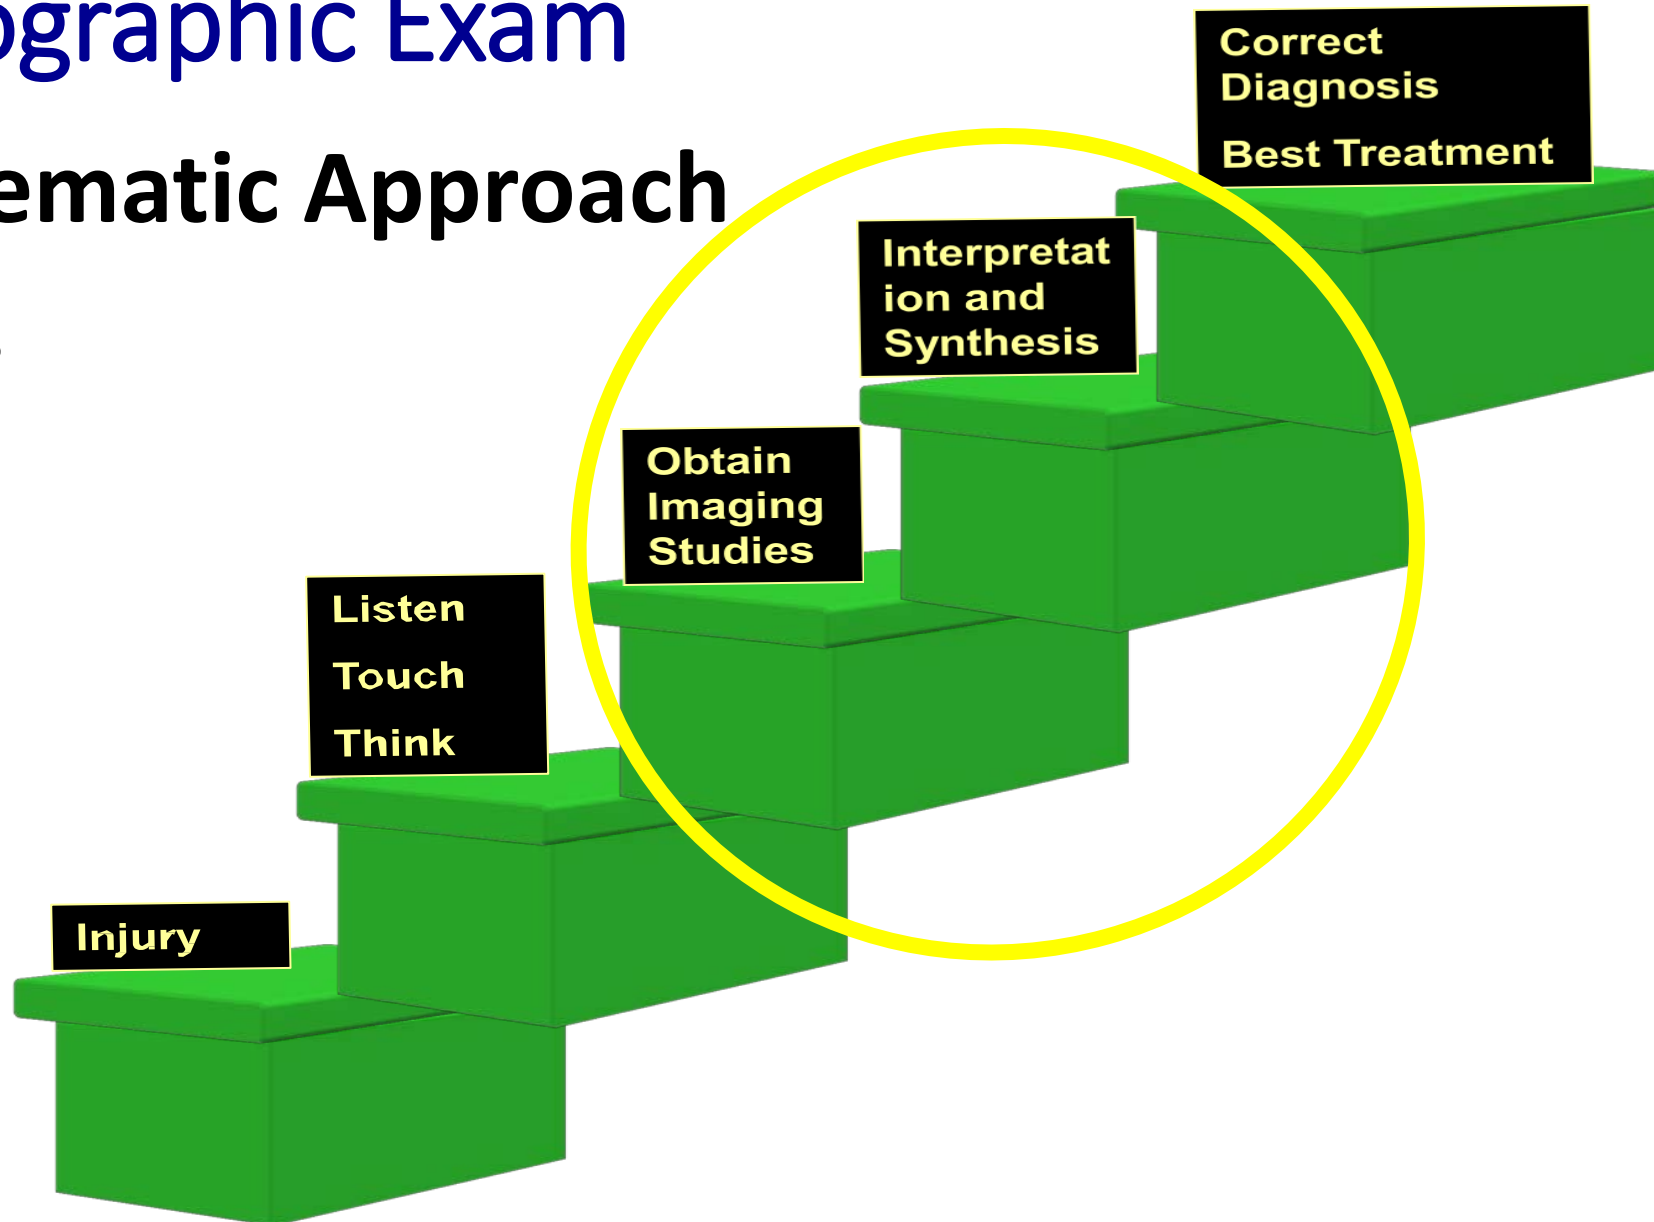 ographic Exam
ematic Approach
Correct
Diagnosis
Best Treatment
Interpretat
ion and
Synthesis
Obtain
Imaging
Studies
Listen
Touch
Think
Injury